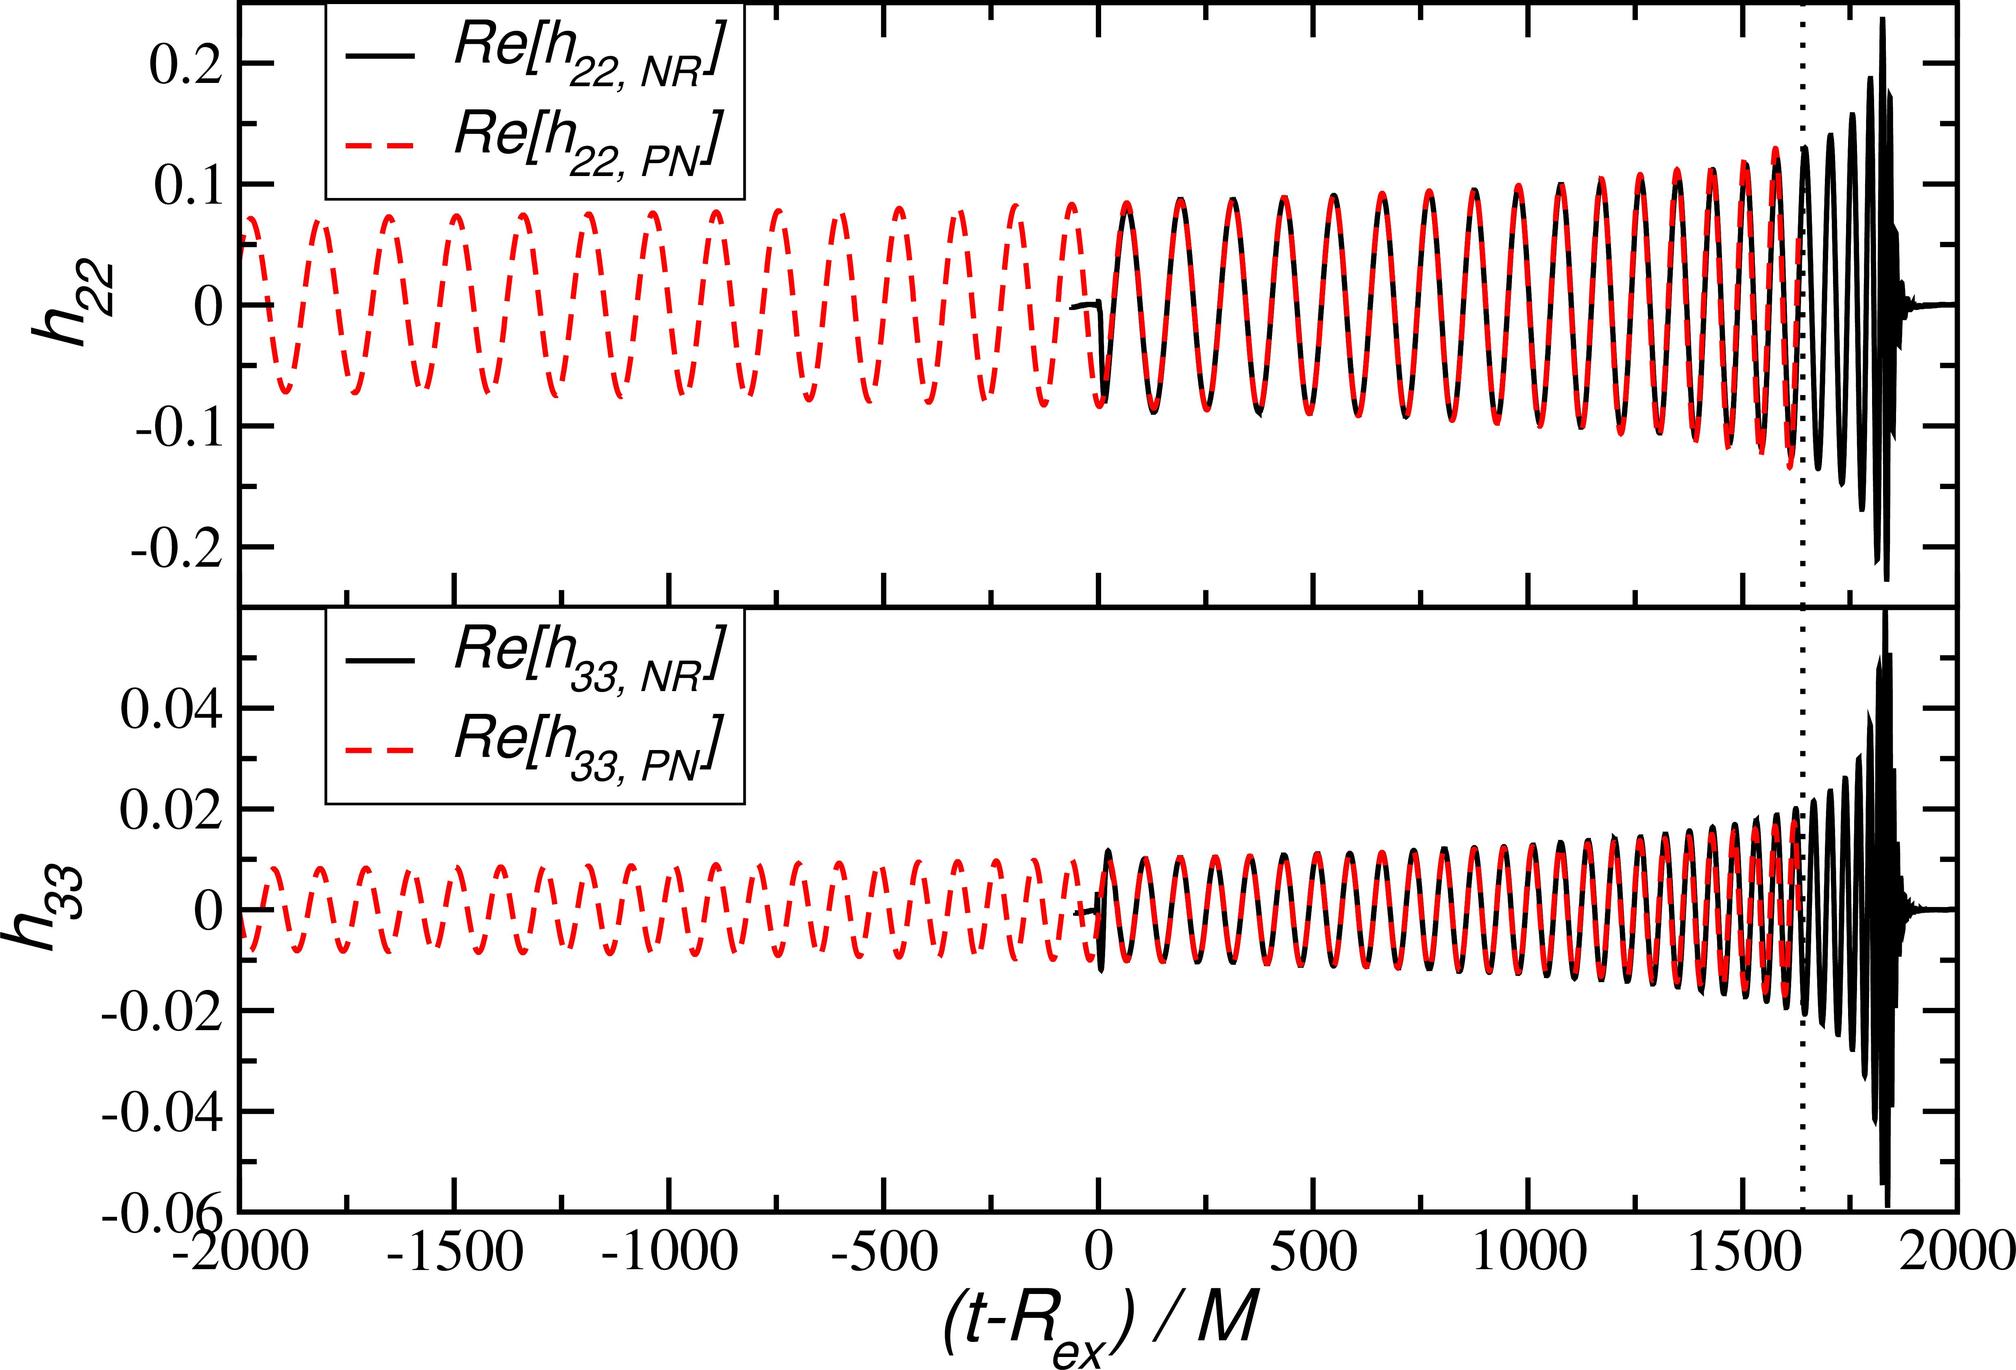 Re[h22, NR]
Re[h22, PN]
0.2
0.1
0
-0.1
-0.2
h22
Re[h33, NR]
Re[h33, PN]
0.04
0.02
0
-0.02
-0.04
-0.06
h33
-2000 -1500 -1000 -500 0 500 1000 1500 2000
(t-Rex) / M